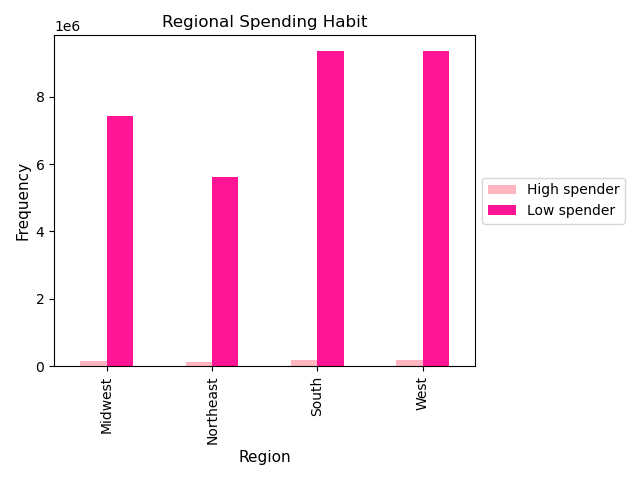 Regional Spending Habit
1e6
8
6
4
2
0
Frequency
High spender
Low spender
Midwest
Northeast
South
West
Region